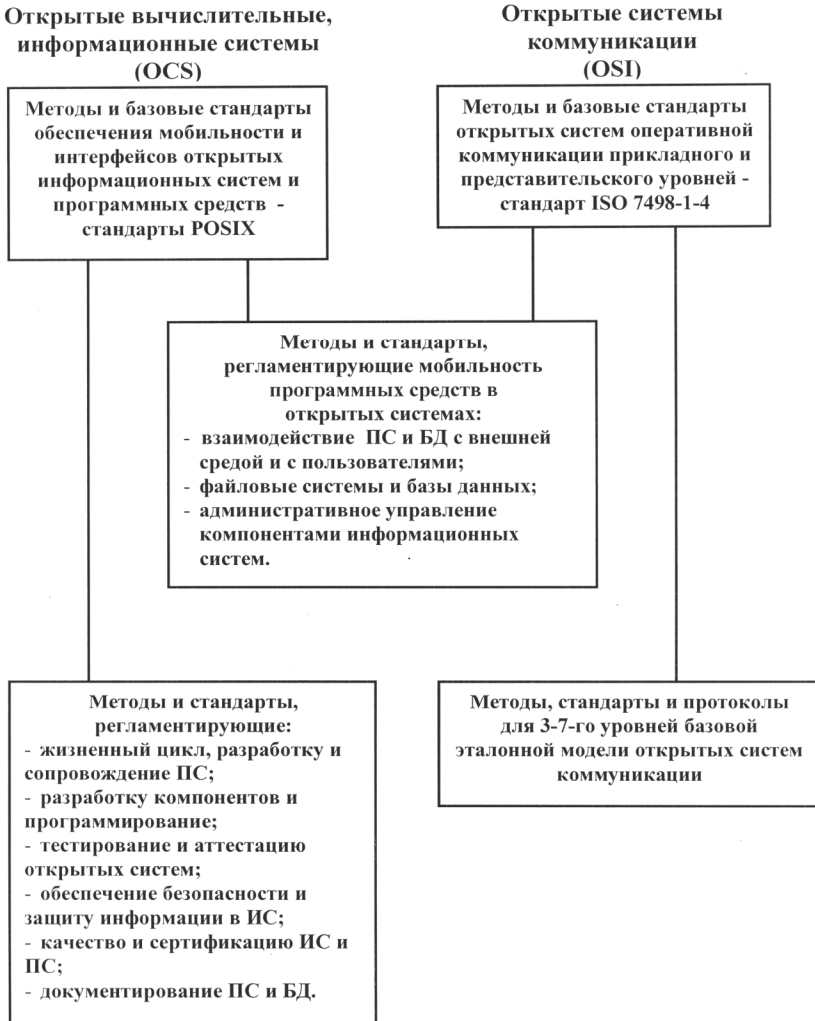 Открытые вычислительные,
информационные системы
(OCS)
Открытые системы
коммуникации
(OSI)
Методы и базовые стандарты
обеспечения мобильности и
интерфейсов открытых
информационных систем и
программных средств -
стандарты POSIX
Методы и базовые стандарты
открытых систем оперативной
коммуникации прикладного и
представительского уровней -
стандарт ISO 7498-1-4
Методы и стандарты,
регламентирующие мобильность
программных средств в
открытых системах:
- взаимодействие ПС и БД с внешней
средой и с пользователями;
- файловые системы и базы данных;
- административное управление
компонентами информационных
систем.
Методы и стандарты,
регламентирующие:
- жизненный цикл, разработку и
сопровождение ПС;
- разработку компонентов и
программирование;
- тестирование и аттестацию
открытых систем;
- обеспечение безопасности и
защиту информации в ИС;
- качество и сертификацию ИС и
ПС;
- документирование ПС и БД.
Методы, стандарты и протоколы
для 3-7-го уровней базовой
эталонной модели открытых систем
коммуникации